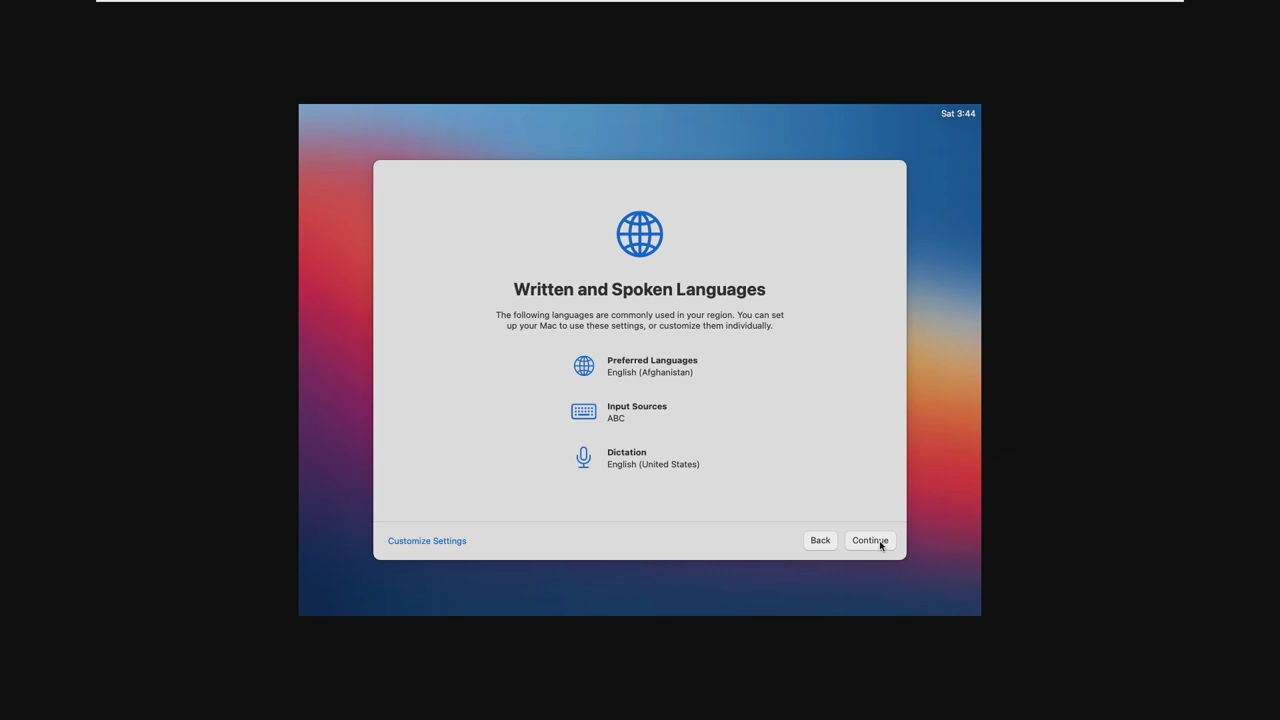 Sat 3:44
Written and Spoken Languages
The following languages are commonly used in your region. You can set
up your Mac to use these settings, or customize them individually.
Preferred Languages
English (Afghanistan)
Input Sources
ABC
Dictation
English (United States)
Customize Settings
Back
Continue